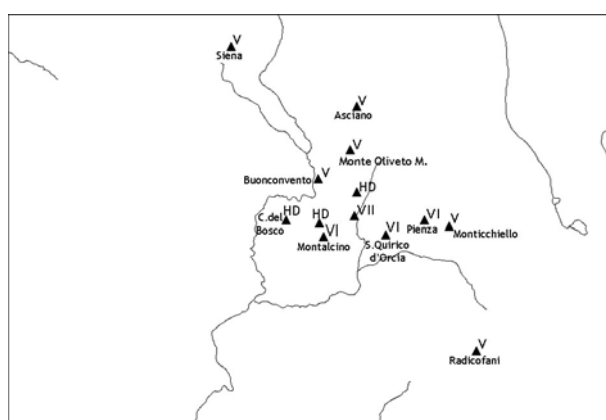 V
Siena
V
Asciano
V
Monte Oliveto M.
V
Buonconvento
HD
VII
HD
C.del
Bosco
HD
VI
Montalcino
VI
S.Quirico
d'Orcia
VI
Pienza
V
Monticchiello
V
Radicofani